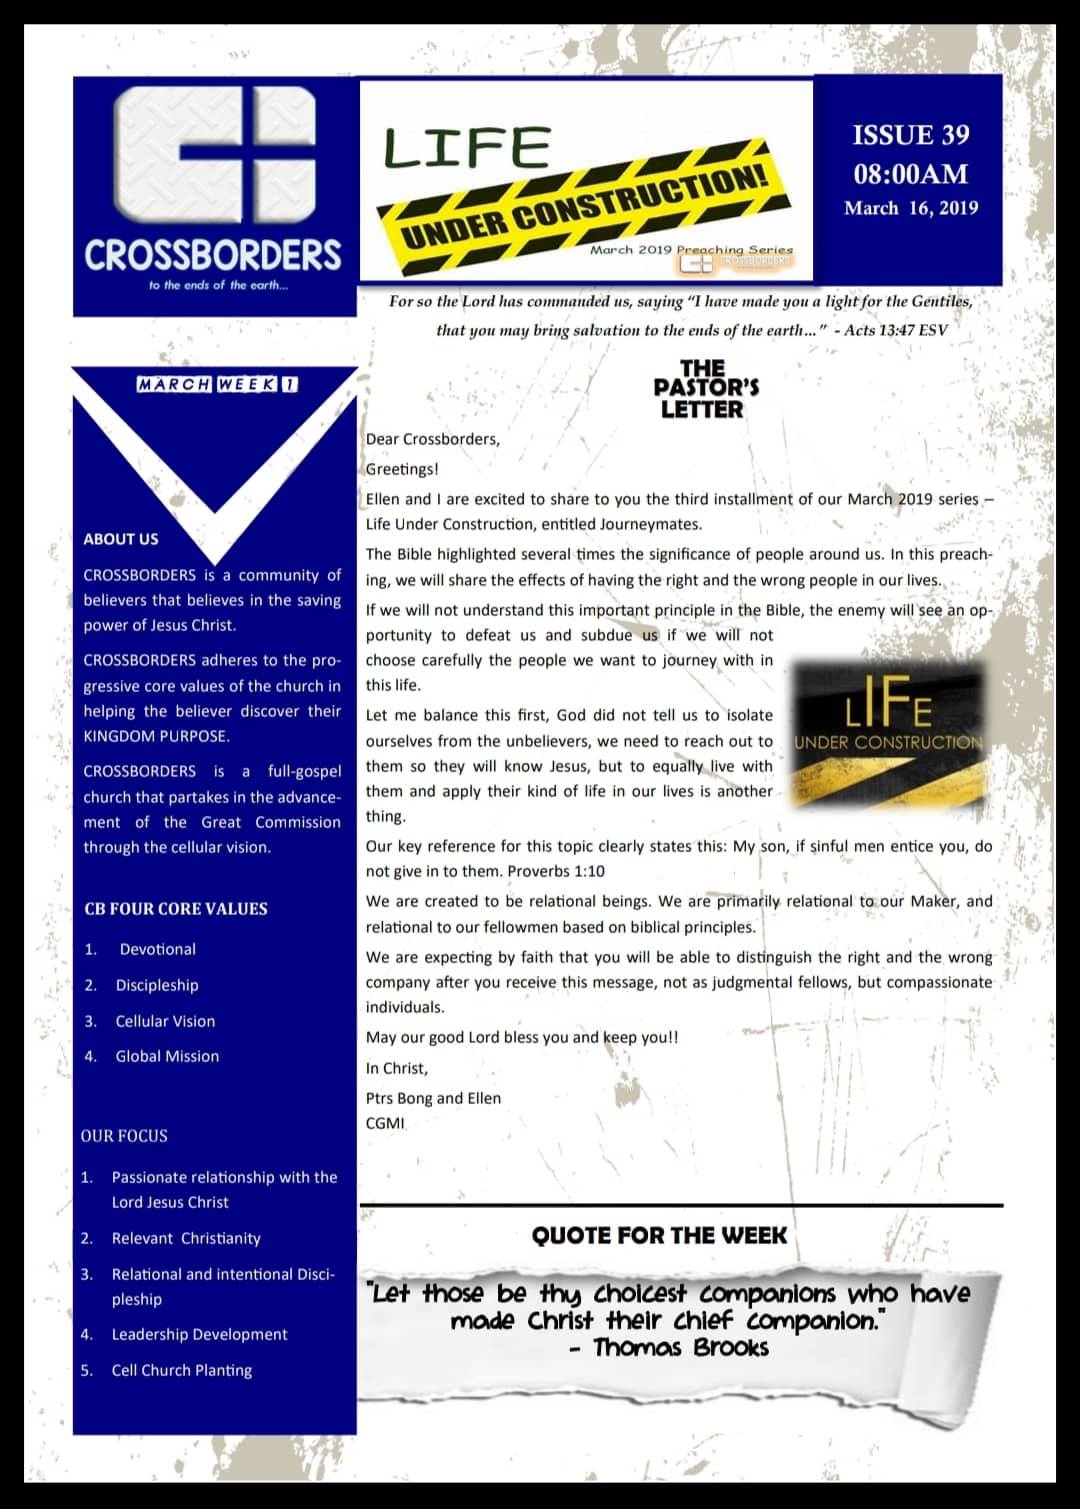 CROSSBORDERS
to the ends of the earth...
LIFE
UNDER CONSTRUCTION!
March 2019 Preaching Series
CROSSBORDERS
ISSUE 39
08:00AM
March 16, 2019
For so the Lord has commanded us, saying “I have made you a light for the Gentiles,
that you may bring salvation to the ends of the earth...” - Acts 13:47 ESV
MARCH WEEK 1
ABOUT US
CROSSBORDERS is a community of
believers that believes in the saving
power of Jesus Christ.
CROSSBORDERS adheres to the pro-
gressive core values of the church in
helping the believer discover their
KINGDOM PURPOSE.
CROSSBORDERS is a full-gospel
church that partakes in the advance-
ment of the Great Commission
through the cellular vision.
CB FOUR CORE VALUES
1. Devotional
2. Discipleship
3. Cellular Vision
4. Global Mission
OUR FOCUS
1. Passionate relationship with the
Lord Jesus Christ
2. Relevant Christianity
3. Relational and intentional Disci-
pleship
4. Leadership Development
5. Cell Church Planting
THE
PASTOR'S
LETTER
Dear Crossborders,
Greetings!
Ellen and I are excited to share to you the third installment of our March 2019 series –
Life Under Construction, entitled Journeymates.
The Bible highlighted several times the significance of people around us. In this preach-
ing, we will share the effects of having the right and the wrong people in our lives.
If we will not understand this important principle in the Bible, the enemy will see an op-
portunity to defeat us and subdue us if we will not
choose carefully the people we want to journey with in
this life.
Let me balance this first, God did not tell us to isolate
ourselves from the unbelievers, we need to reach out to
them so they will know Jesus, but to equally live with
them and apply their kind of life in our lives is another
thing.
LIFE
UNDER CONSTRUCTION
Our key reference for this topic clearly states this: My son, if sinful men entice you, do
not give in to them. Proverbs 1:10
We are created to be relational beings. We are primarily relational to our Maker, and
relational to our fellowmen based on biblical principles.
We are expecting by faith that you will be able to distinguish the right and the wrong
company after you receive this message, not as judgmental fellows, but compassionate
individuals.
May our good Lord bless you and keep you!!
In Christ,
Ptrs Bong and Ellen
CGMI
QUOTE FOR THE WEEK
"Let those be thy choicest companions who have
made Christ their chief companion."
- Thomas Brooks